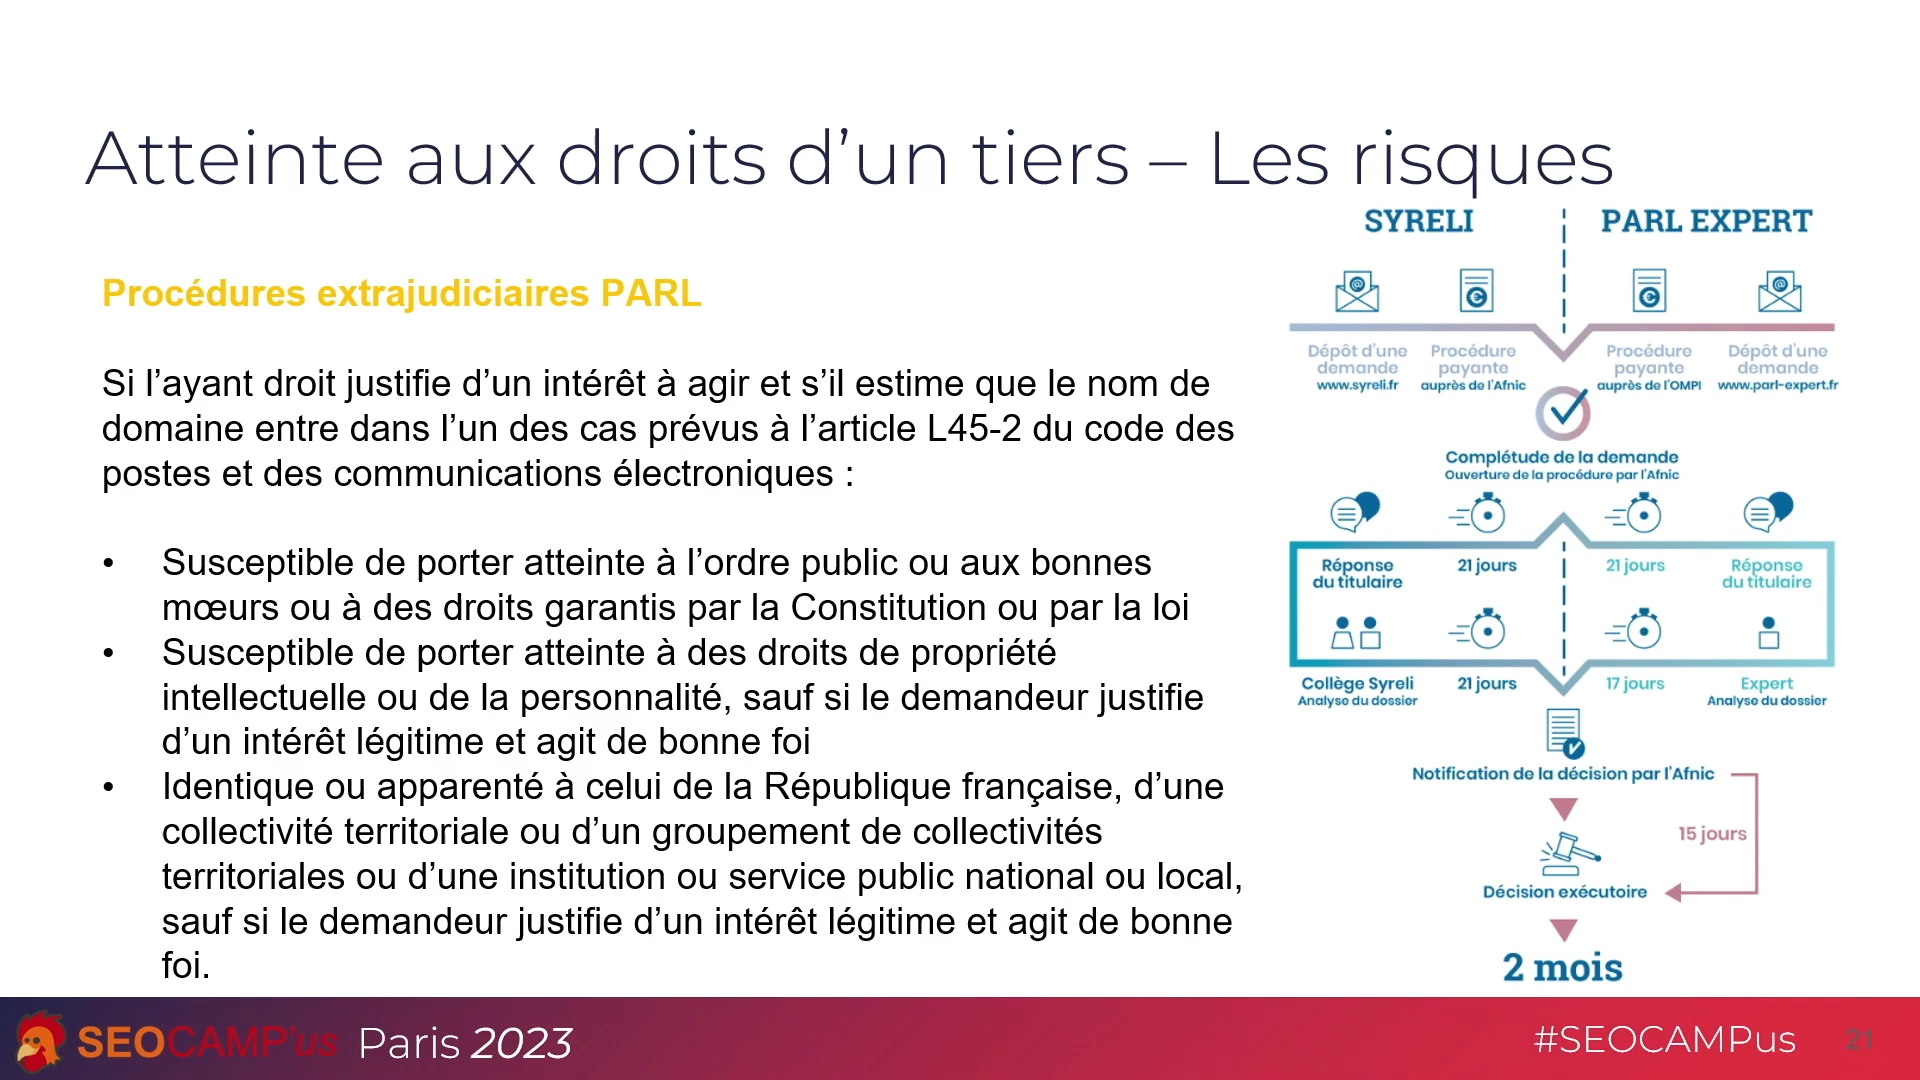 Atteinte aux droits d’un tiers – Les risques
Procédures extrajudiciaires PARL
Si l’ayant droit justifie d’un intérêt à agir et s’il estime que le nom de
domaine entre dans l’un des cas prévus à l’article L45-2 du code des
postes et des communications électroniques :
• Susceptible de porter atteinte à l’ordre public ou aux bonnes
mœurs ou à des droits garantis par la Constitution ou par la loi
• Susceptible de porter atteinte à des droits de propriété
intellectuelle ou de la personnalité, sauf si le demandeur justifie
d’un intérêt légitime et agit de bonne foi
• Identique ou apparenté à celui de la République française, d’une
collectivité territoriale ou d’un groupement de collectivités
territoriales ou d’une institution ou service public national ou local,
sauf si le demandeur justifie d’un intérêt légitime et agit de bonne
foi.
SYRELI
PARL EXPERT
Dépôt d’une
demande
www.syreli.fr
Procédure
payante
auprès de l’Afnic
Procédure
payante
auprès de l’OMPI
Dépôt d’une
demande
www.parl-expert.fr
Complétude de la demande
Ouverture de la procédure par l’Afnic
Réponse
du titulaire
21 jours
21 jours
Réponse
du titulaire
Collège Syreli
Analyse du dossier
21 jours
17 jours
Expert
Analyse du dossier
Notification de la décision par l’Afnic
15 jours
Décision exécutoire
2 mois
SEOCAMP'us Paris 2023
#SEOCAMPus
21